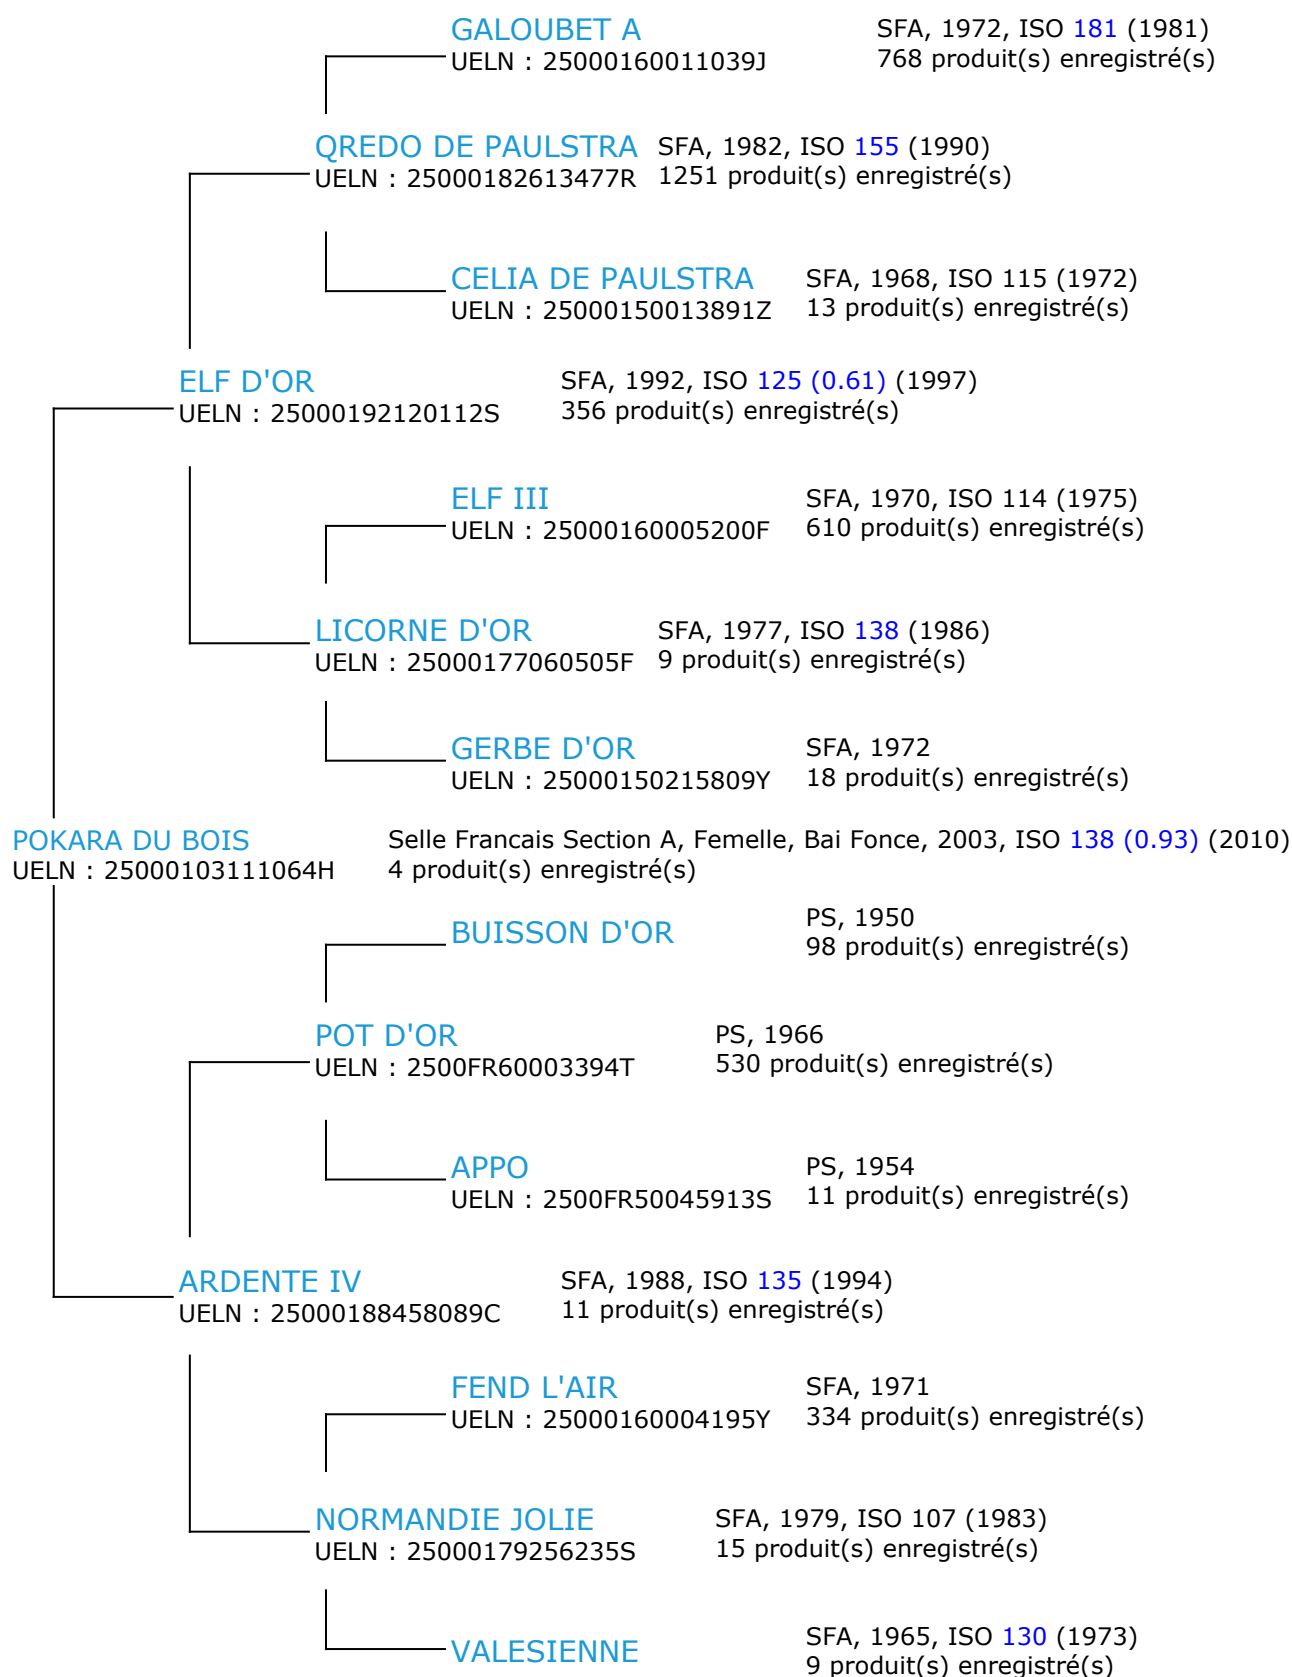 GALOUBET A
SFA, 1972, ISO 181 (1981)
UELN : 25000160011039J
768 produit(s) enregistré(s)
QREDO DE PAULSTRA
SFA, 1982, ISO 155 (1990)
UELN : 25000182613477R
1251 produit(s) enregistré(s)
CELIA DE PAULSTRA
SFA, 1968, ISO 115 (1972)
UELN : 25000150013891Z
13 produit(s) enregistré(s)
ELF D'OR
SFA, 1992, ISO 125 (0.61) (1997)
UELN : 25000192120112S
356 produit(s) enregistré(s)
ELF III
SFA, 1970, ISO 114 (1975)
UELN : 25000160005200F
610 produit(s) enregistré(s)
LICORNE D'OR
SFA, 1977, ISO 138 (1986)
UELN : 25000177060505F
9 produit(s) enregistré(s)
GERBE D'OR
SFA, 1972
UELN : 25000150215809Y
18 produit(s) enregistré(s)
POKARA DU BOIS
Selle Francais Section A, Femelle, Bai Fonce, 2003, ISO 138 (0.93) (2010)
UELN : 25000103111064H
4 produit(s) enregistré(s)
BUISSON D'OR
PS, 1950
98 produit(s) enregistré(s)
POT D'OR
PS, 1966
UELN : 2500FR60003394T
530 produit(s) enregistré(s)
APPO
PS, 1954
UELN : 2500FR50045913S
11 produit(s) enregistré(s)
ARDENTE IV
SFA, 1988, ISO 135 (1994)
UELN : 25000188458089C
11 produit(s) enregistré(s)
FEND L'AIR
SFA, 1971
UELN : 25000160004195Y
334 produit(s) enregistré(s)
NORMANDIE JOLIE
SFA, 1979, ISO 107 (1983)
UELN : 25000179256235S
15 produit(s) enregistré(s)
VALESIENNE
SFA, 1965, ISO 130 (1973)
9 produit(s) enregistré(s)